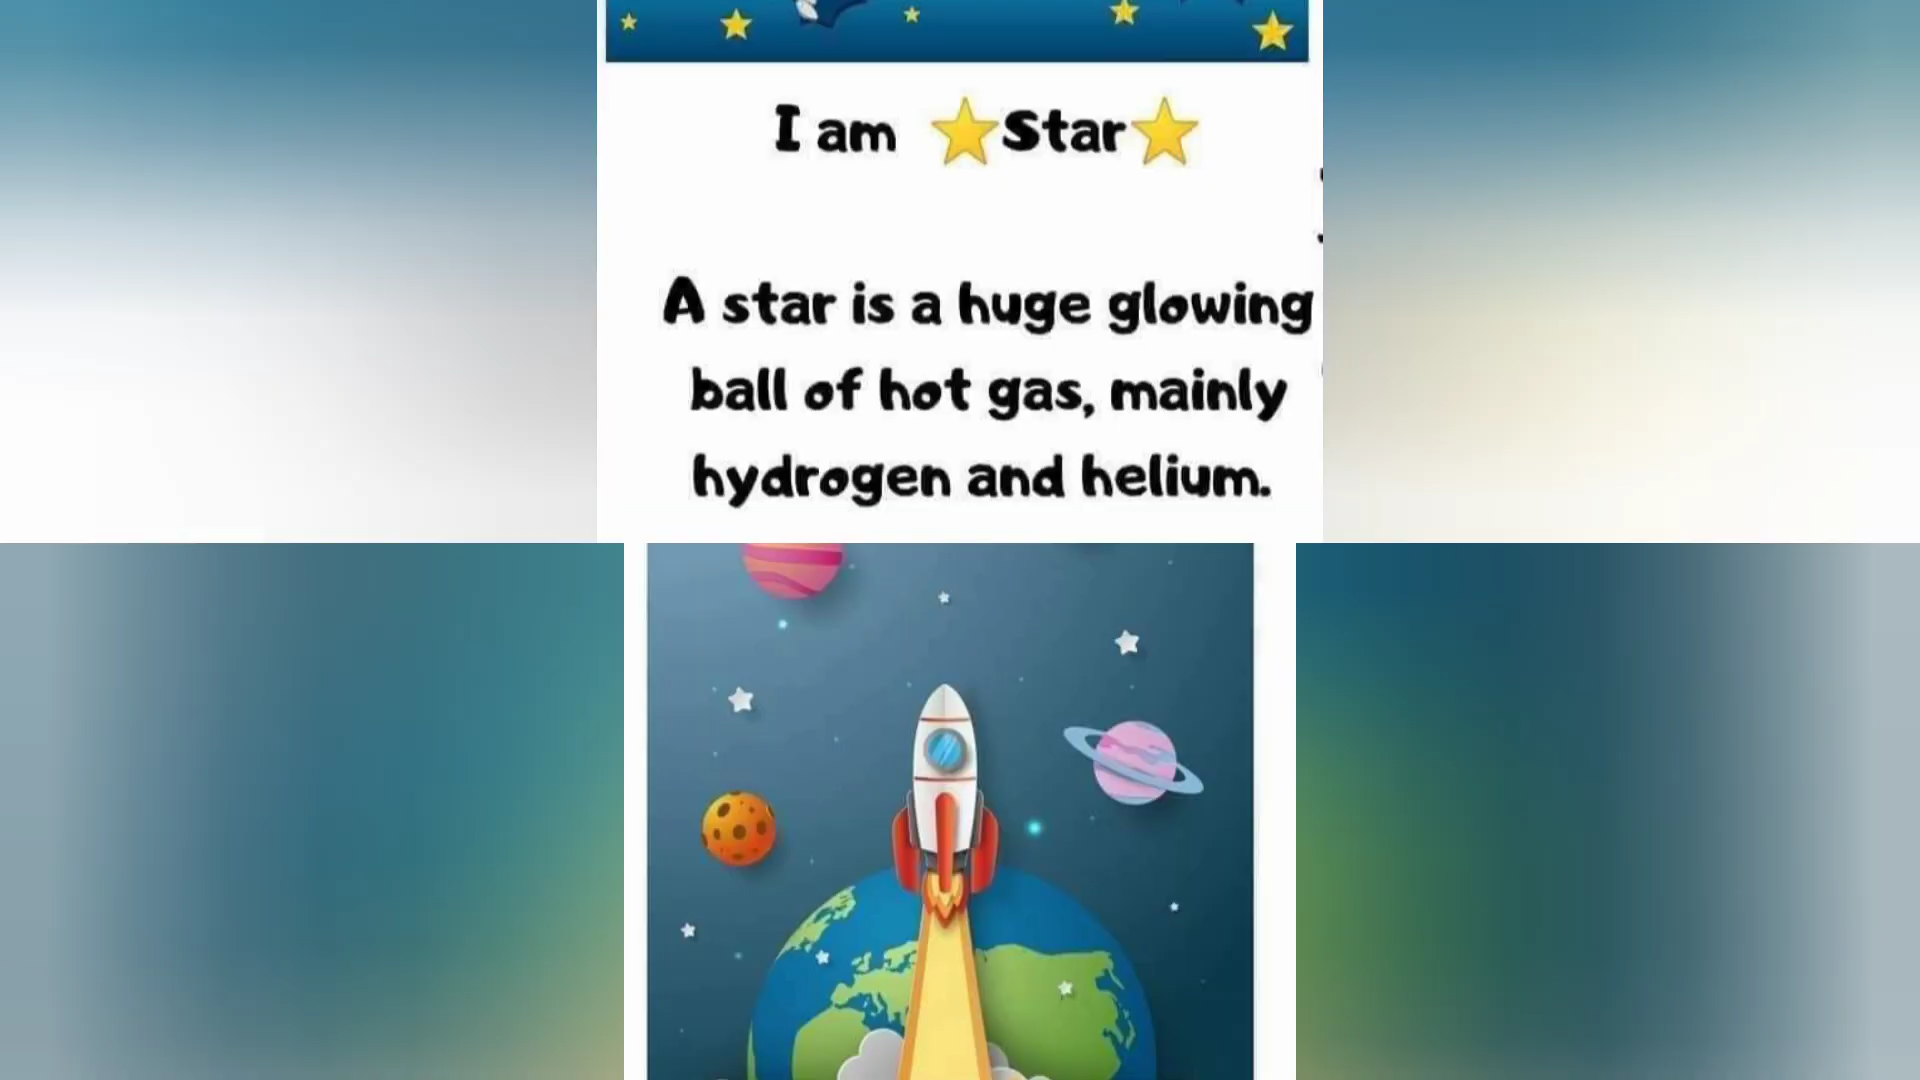 I am ⭐Star⭐
A star is a huge glowing
ball of hot gas, mainly
hydrogen and helium.